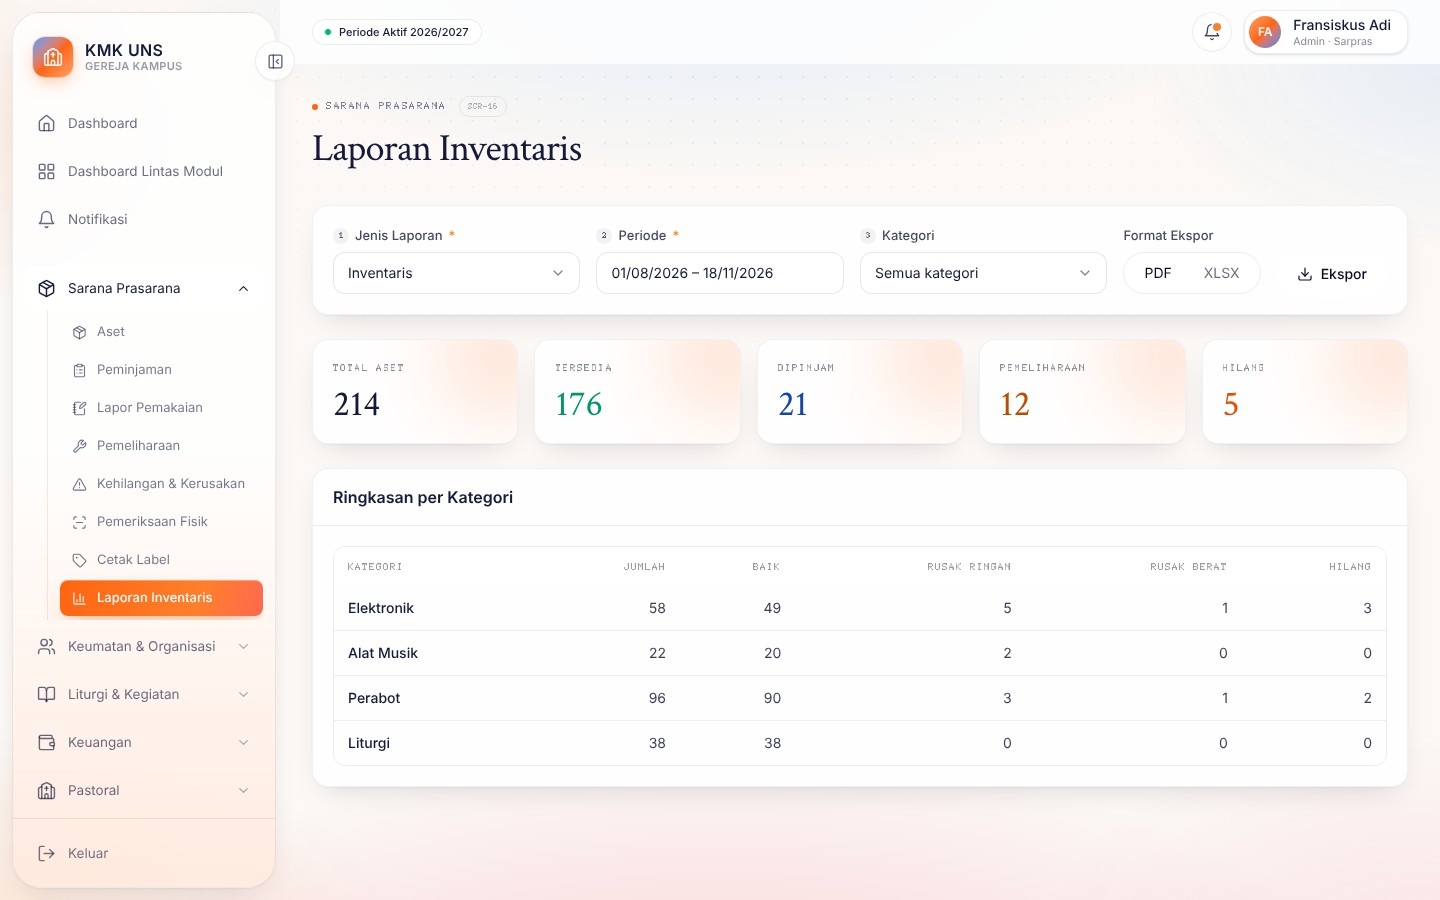 KMK UNS
GEREJA KAMPUS
Dashboard
Dashboard Lintas Modul
Notifikasi
Sarana Prasarana
Aset
Peminjaman
Lapor Pemakaian
Pemeliharaan
Kehilangan & Kerusakan
Pemeriksaan Fisik
Cetak Label
Laporan Inventaris
Keumatan & Organisasi
Liturgi & Kegiatan
Keuangan
Pastoral
Keluar
Periode Aktif 2026/2027
FA
Fransiskus Adi
Admin · Sarpras
SARANA PRASARANA SCR-16
Laporan Inventaris
1 Jenis Laporan * 2 Periode * 3 Kategori Format Ekspor
Inventaris 01/08/2026 – 18/11/2026 Semua kategori PDF XLSX Ekspor
TOTAL ASET TERSEDIA DIPINJAM PEMELIHARAAN HILANG
214 176 21 12 5
Ringkasan per Kategori
KATEGORI JUMLAH BAIK RUSAK RINGAN RUSAK BERAT HILANG
Elektronik 58 49 5 1 3
Alat Musik 22 20 2 0 0
Perabot 96 90 3 1 2
Liturgi 38 38 0 0 0